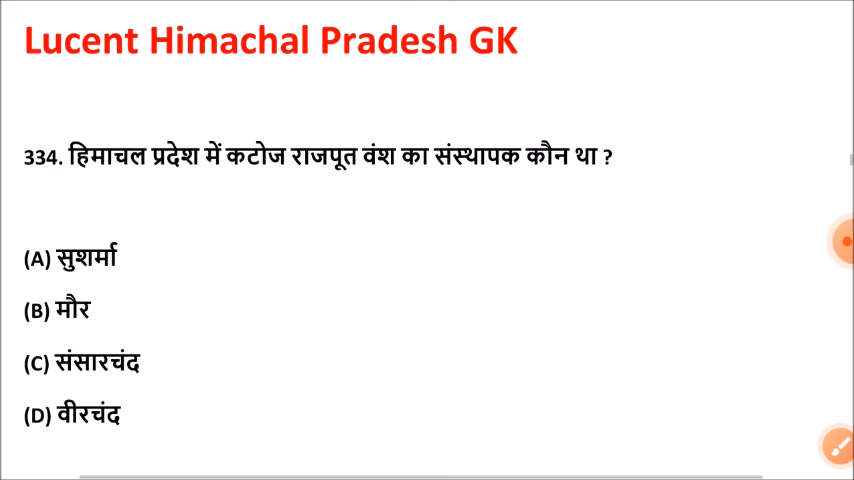 Lucent Himachal Pradesh GK
334. हिमाचल प्रदेश में कटोज राजपूत वंश का संस्थापक कौन था ?
(A) सुशर्मा
(B) मौर
(C) संसारचंद
(D) वीरचंद